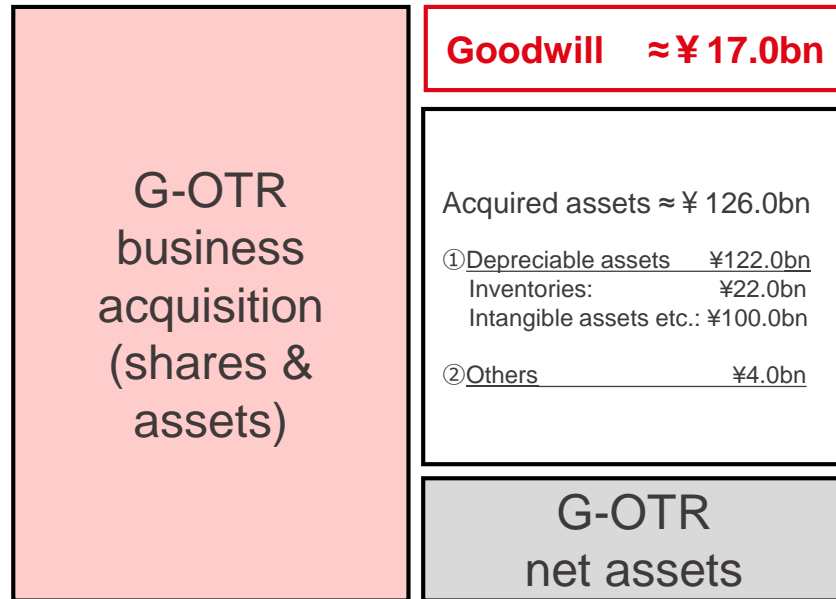 G-OTR
business
acquisition
(shares &
assets)
Goodwill ≈¥ 17.0bn
Acquired assets ≈ ¥ 126.0bn
①Depreciable assets ¥122.0bn
Inventories: ¥22.0bn
Intangible assets etc.: ¥100.0bn
②Others ¥4.0bn
G-OTR
net assets